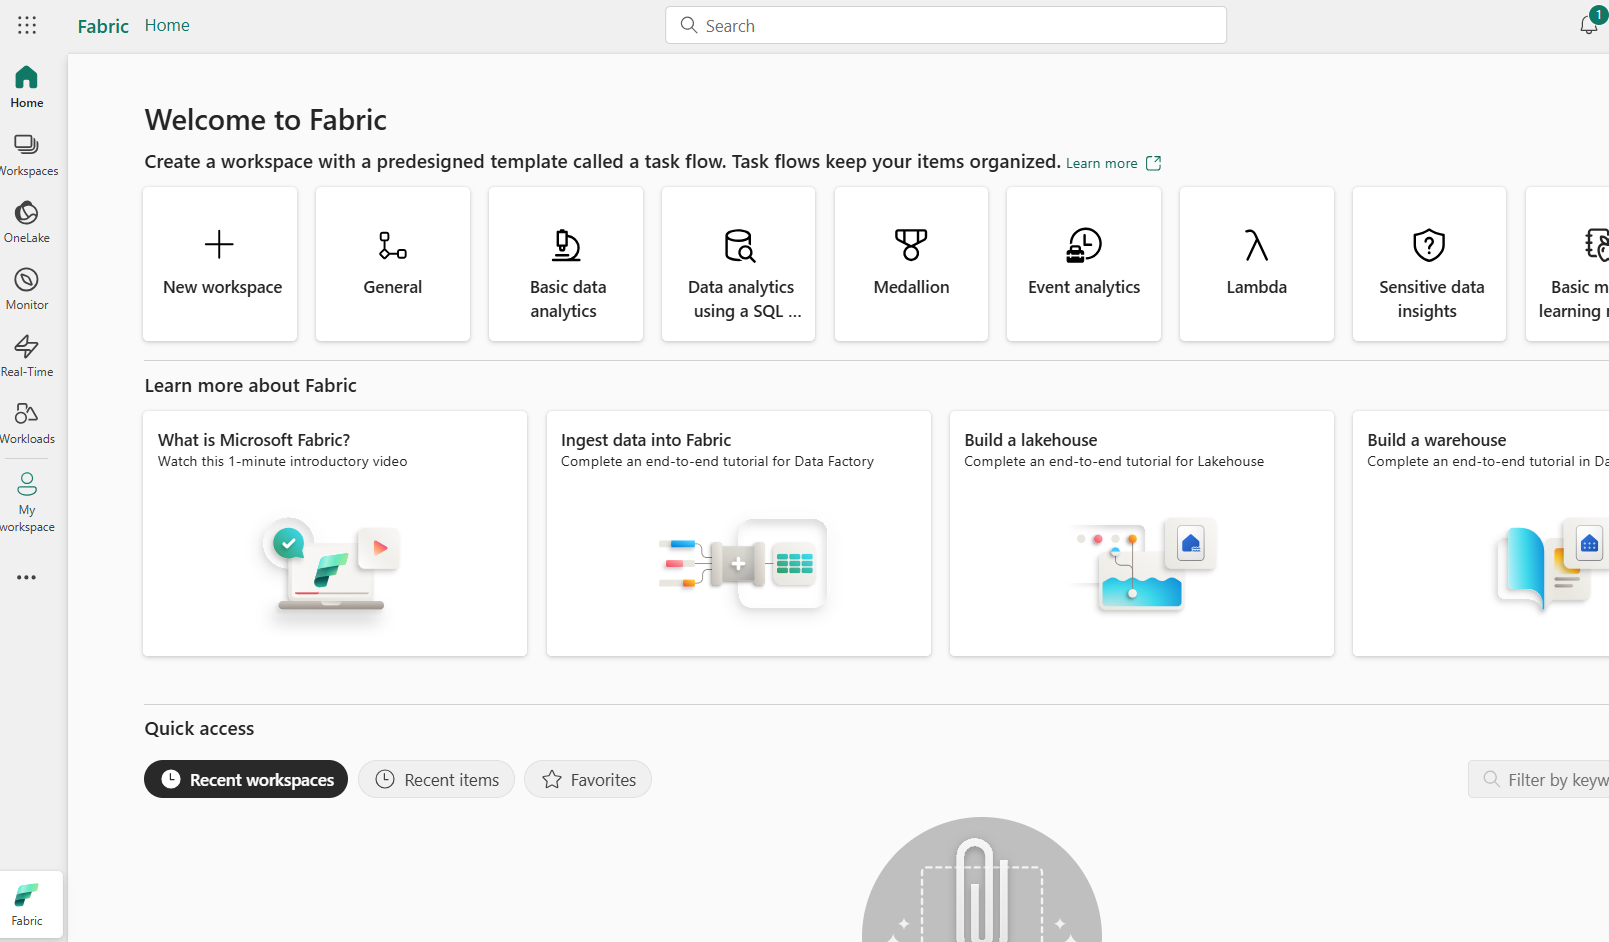 Fabric Home
Search
1
Home
Workspaces
OneLake
Monitor
Real-Time
Workloads
My
workspace
Fabric
Welcome to Fabric
Create a workspace with a predesigned template called a task flow. Task flows keep your items organized. Learn more
New workspace
General
Basic data
analytics
Data analytics
using a SQL ...
Medallion
Event analytics
Lambda
Sensitive data
insights
Basic
learning
Learn more about Fabric
What is Microsoft Fabric?
Watch this 1-minute introductory video
Ingest data into Fabric
Complete an end-to-end tutorial for Data Factory
Build a lakehouse
Complete an end-to-end tutorial for Lakehouse
Build a warehouse
Complete an end-to-end tutorial in
Quick access
Recent workspaces
Recent items
Favorites
Filter by